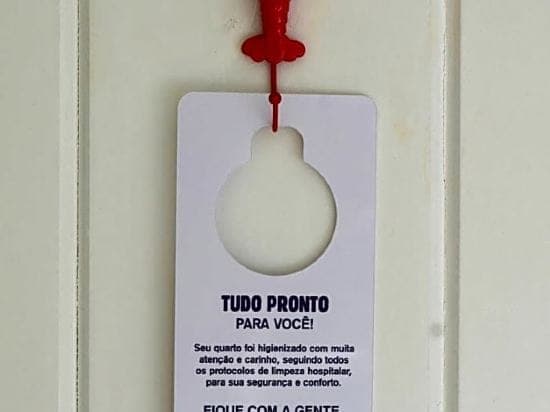 TUDO PRONTO
PARA VOCÊ!
Seu quarto foi higienizado com muita
atenção e carinho, seguindo todos
os protocolos de limpeza hospitalar,
para sua segurança e conforto.
FIQUE COM A GENTE